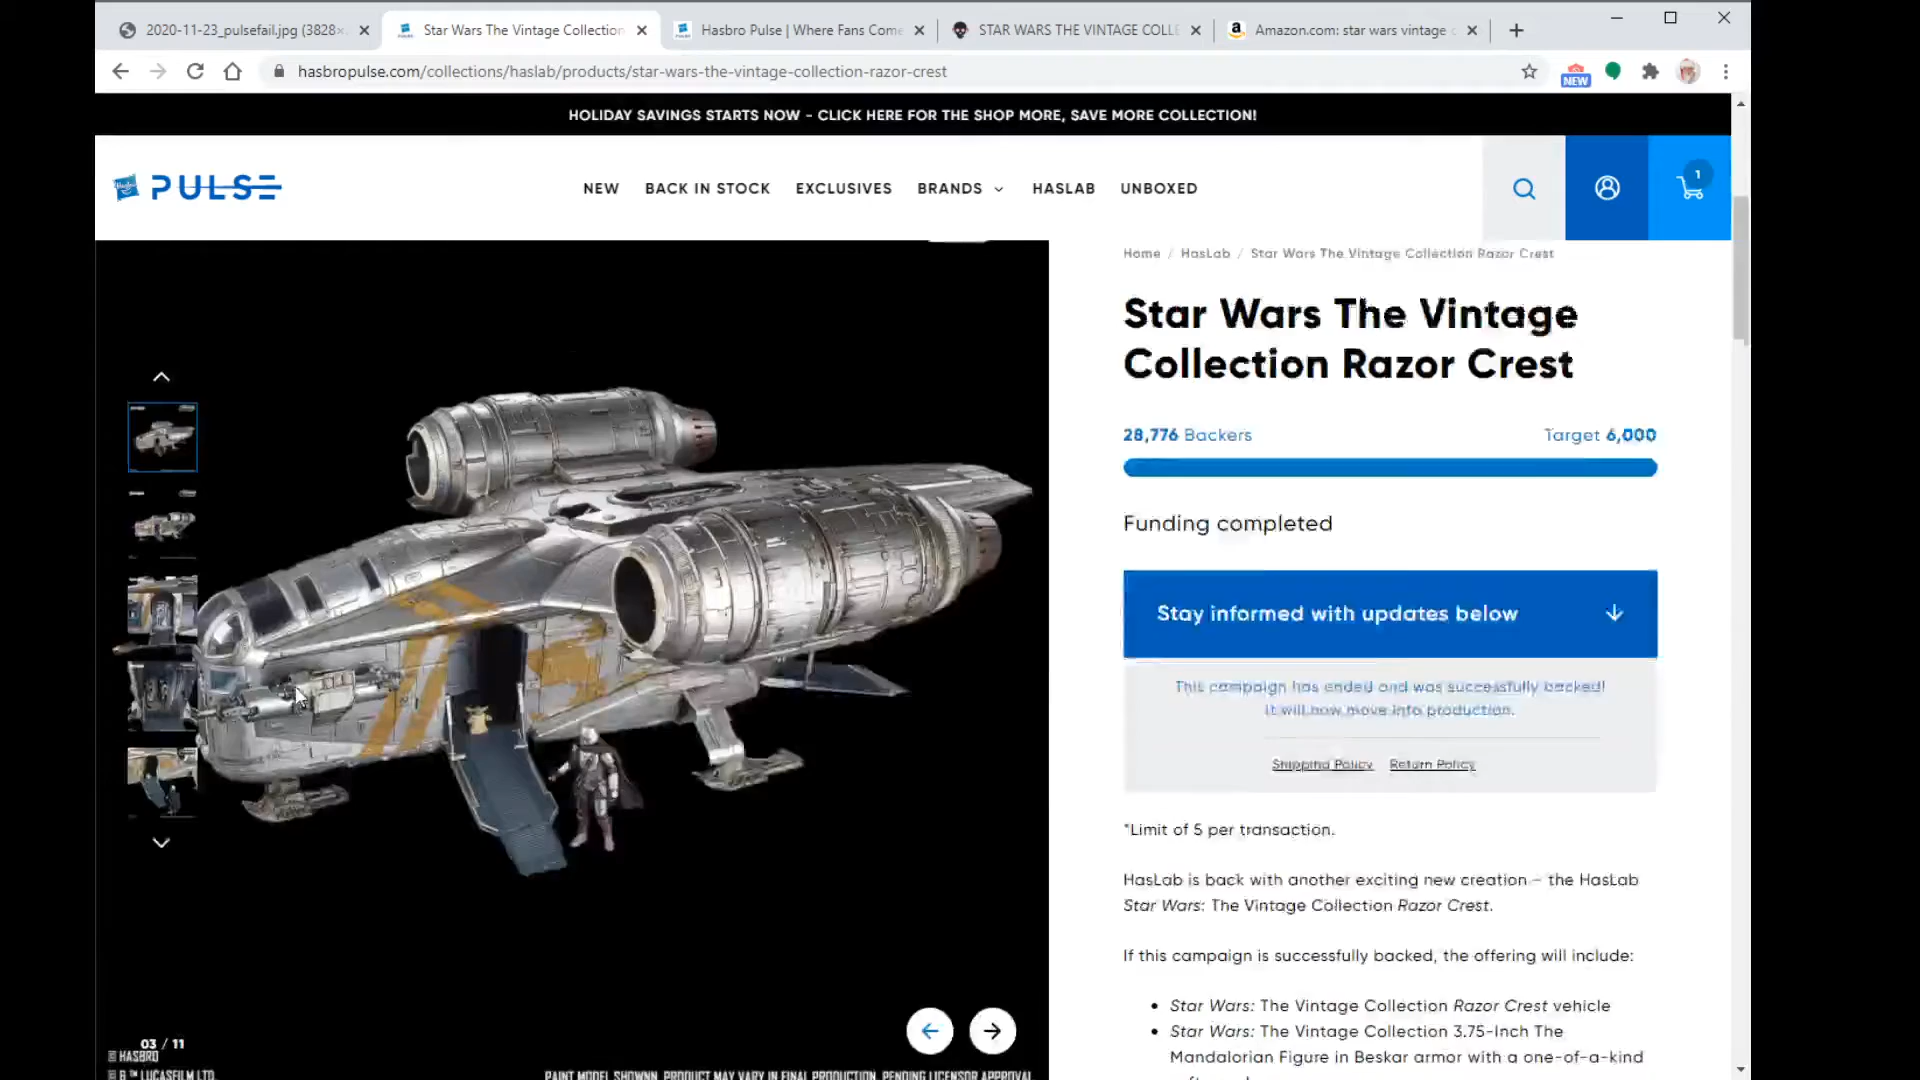 2020-11-23_pulsefail.jpg (3828×
Star Wars The Vintage Collection
Hasbro Pulse | Where Fans Come
STAR WARS THE VINTAGE COLLE
Amazon.com: star wars vintage c
hasbropulse.com/collections/haslab/products/star-wars-the-vintage-collection-razor-crest
NEW
HOLIDAY SAVINGS STARTS NOW - CLICK HERE FOR THE SHOP MORE, SAVE MORE COLLECTION!
Hasbro PULSE
NEW BACK IN STOCK EXCLUSIVES BRANDS HASLAB UNBOXED
1
Home / HasLab / Star Wars The Vintage Collection Razor Crest
Star Wars The Vintage
Collection Razor Crest
28,776 Backers Target 6,000
Funding completed
Stay informed with updates below
This campaign has ended and was successfully backed!
It will now move into production.
Shipping Policy Return Policy
*Limit of 5 per transaction.
HasLab is back with another exciting new creation – the HasLab
Star Wars: The Vintage Collection Razor Crest.
If this campaign is successfully backed, the offering will include:
• Star Wars: The Vintage Collection Razor Crest vehicle
• Star Wars: The Vintage Collection 3.75-Inch The
Mandalorian Figure in Beskar armor with a one-of-a-kind
03 / 11
© HASBRO
© & ™ LUCASFILM LTD.
PAINT MODEL SHOWNN. PRODUCT MAY VARY IN FINAL PRODUCTION. PENDING LICENSOR APPROVAL